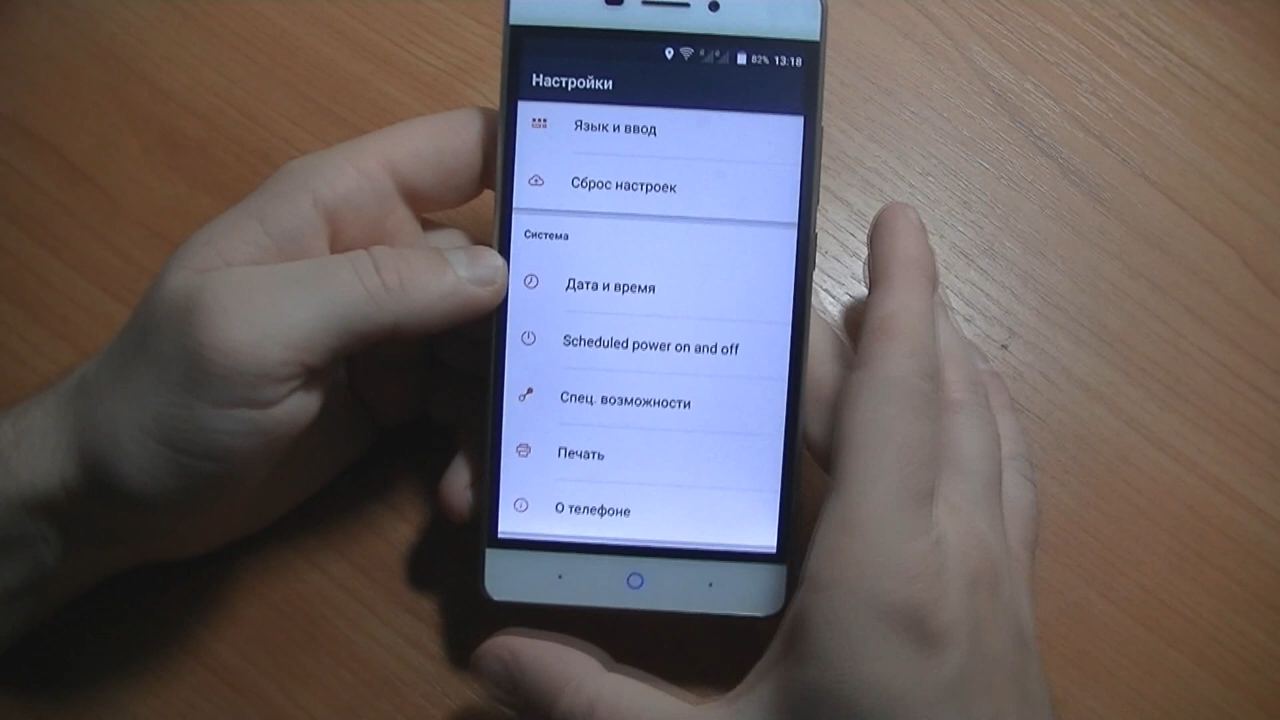 82% 13:18
Настройки
Язык и ввод
Сброс настроек
Система
Дата и время
Scheduled power on and off
Спец. возможности
Печать
О телефоне